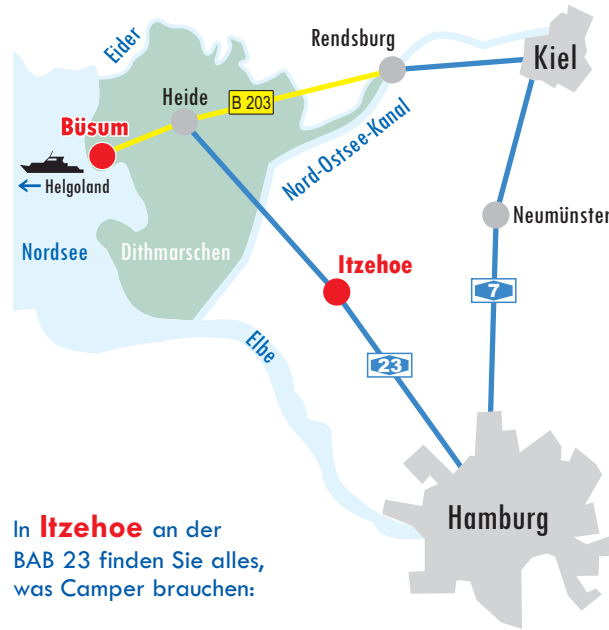 Eider
Rendsburg
Kiel
Heide
B 203
Büsum
Nord-Ostsee-Kanal
Helgoland
Neumünster
Nordsee
Dithmarschen
Itzehoe
7
Elbe
23
Hamburg
In Itzehoe an der
BAB 23 finden Sie alles,
was Camper brauchen: